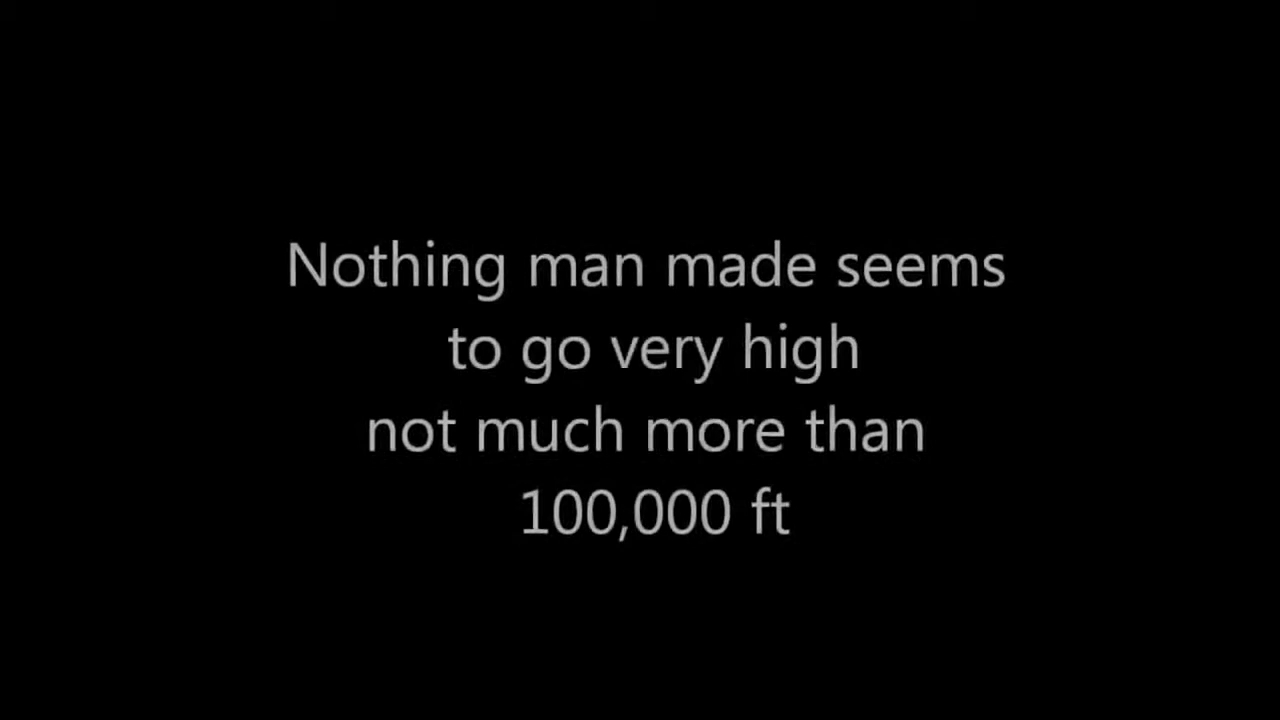 Nothing man made seems
to go very high
not much more than
100,000 ft